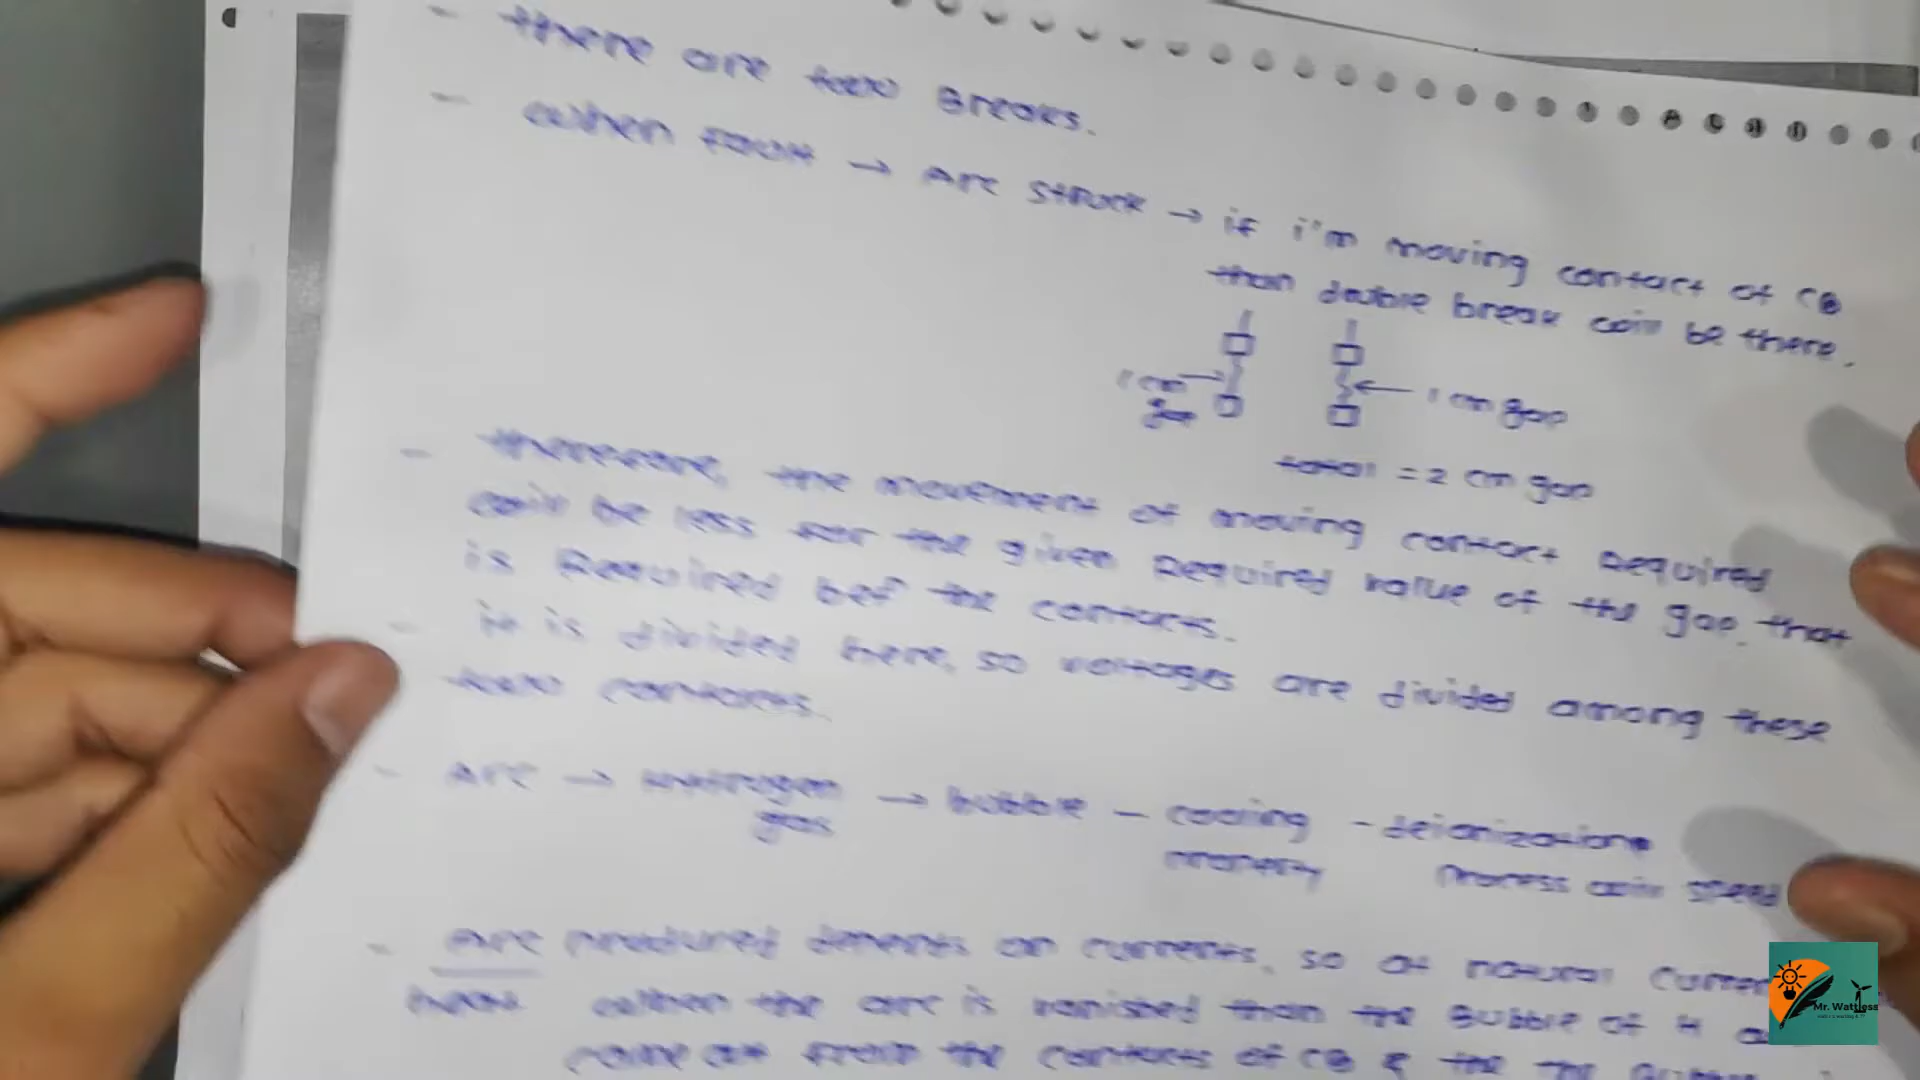 - there are two Breaks.
- when fault → Arc struck → if i'm moving contact of CB
than double break will be there.
1 cm gap
1 cm gap
total = 2 cm gap
- therefore, the movement of moving contact Required
will be less for the given Required value of the gap that
is Required bet the contacts.
- it is divided here, so voltages are divided among these
two contacts.
- Arc → Hydrogen gas → bubble - cooling property - deionization process will speed
- Arc produced depends on currents, so at natural
when the arc is vanished than the Bubble of H
come out from the contacts of CB & the
Mr. Wattless